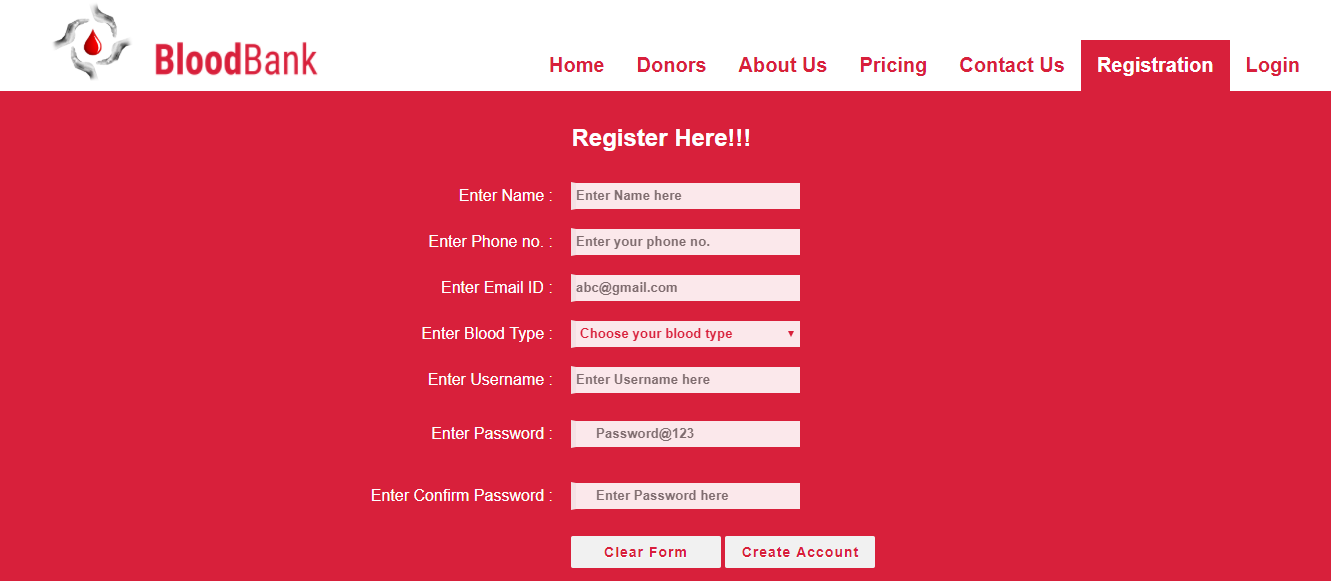 BloodBank
Home Donors About Us Pricing Contact Us Registration Login
Register Here!!!
Enter Name : Enter Name here
Enter Phone no. : Enter your phone no.
Enter Email ID : abc@gmail.com
Enter Blood Type : Choose your blood type
Enter Username : Enter Username here
Enter Password : Password@123
Enter Confirm Password : Enter Password here
Clear Form Create Account